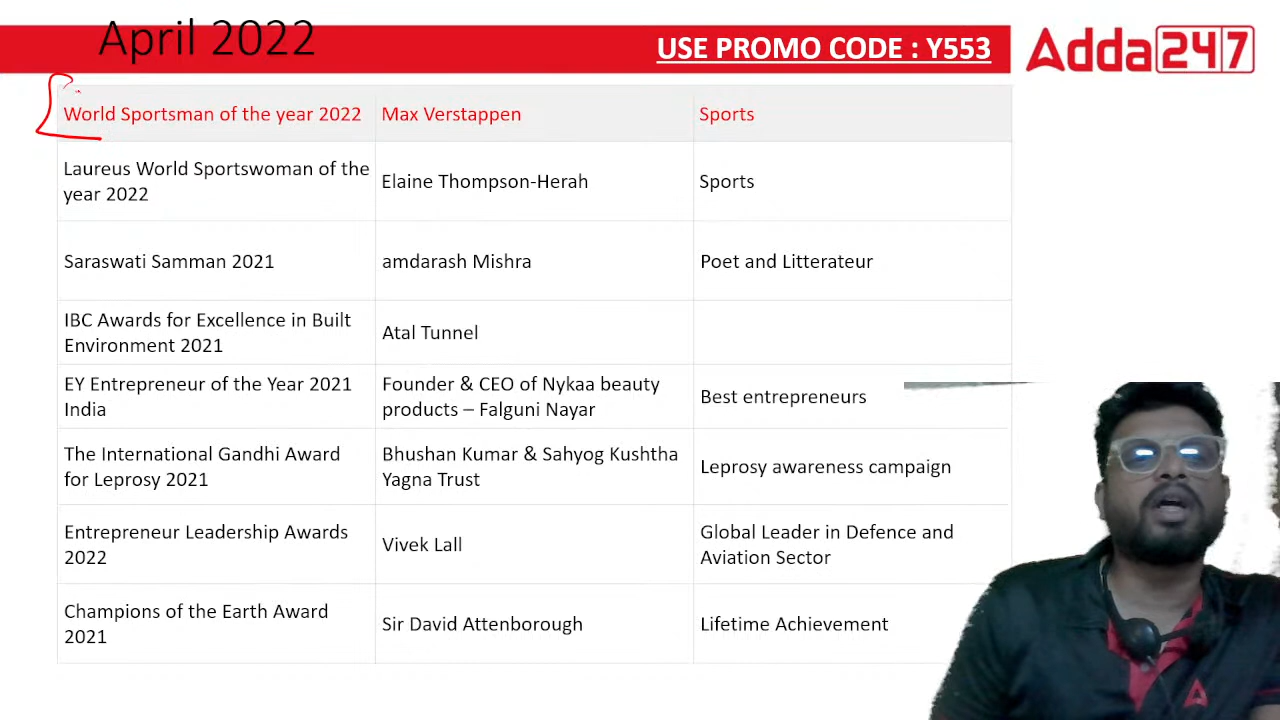 April 2022
USE PROMO CODE : Y553
Adda247
World Sportsman of the year 2022
Max Verstappen
Sports
Laureus World Sportswoman of the
year 2022
Elaine Thompson-Herah
Sports
Saraswati Samman 2021
amdarash Mishra
Poet and Litterateur
IBC Awards for Excellence in Built
Environment 2021
Atal Tunnel
EY Entrepreneur of the Year 2021
India
Founder & CEO of Nykaa beauty
products – Falguni Nayar
Best entrepreneurs
The International Gandhi Award
for Leprosy 2021
Bhushan Kumar & Sahyog Kushtha
Yagna Trust
Leprosy awareness campaign
Entrepreneur Leadership Awards
2022
Vivek Lall
Global Leader in Defence and
Aviation Sector
Champions of the Earth Award
2021
Sir David Attenborough
Lifetime Achievement